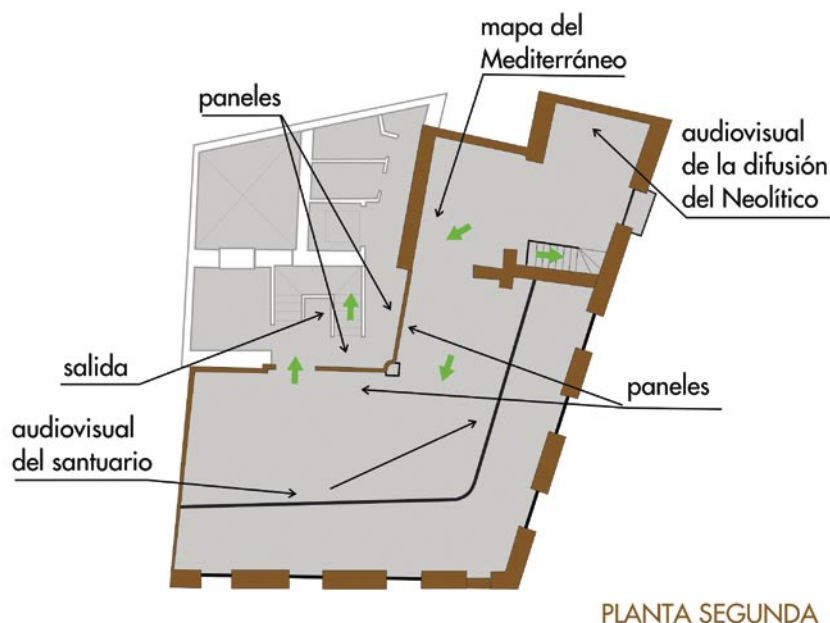 mapa del
Mediterráneo
paneles
audiovisual
de la difusión
del Neolítico
salida
paneles
audiovisual
del santuario
PLANTA SEGUNDA